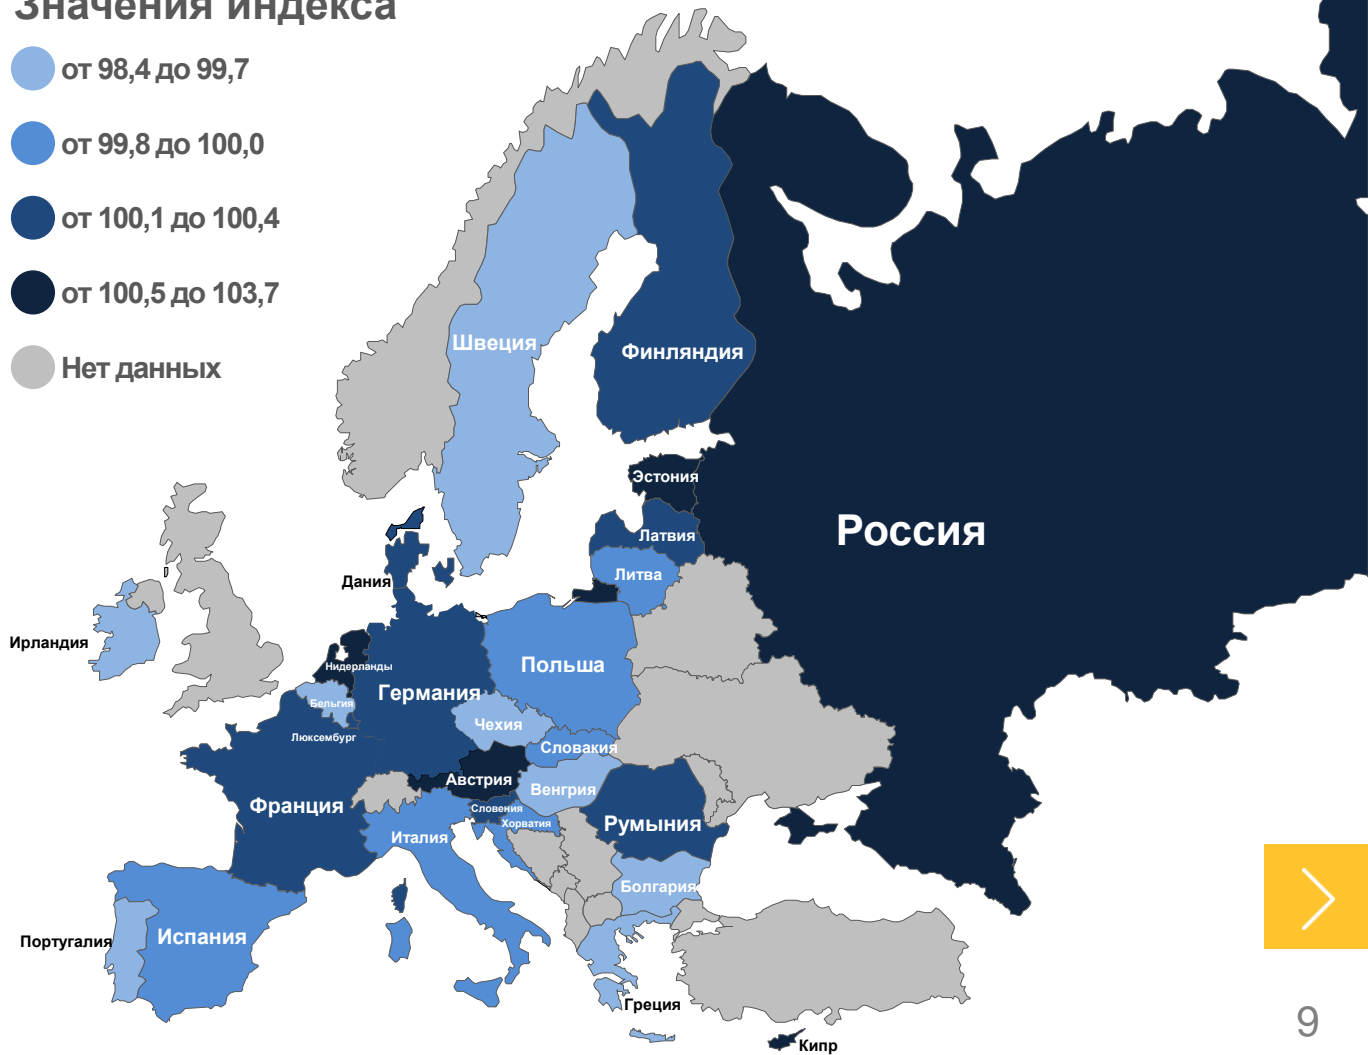 Значения индекса
от 98,4 до 99,7
от 99,8 до 100,0
от 100,1 до 100,4
от 100,5 до 103,7
Нет данных
Швеция
Финляндия
Эстония
Россия
Латвия
Литва
Дания
Ирландия
Нидерланды
Польша
Германия
Бельгия
Чехия
Люксембург
Словакия
Австрия
Венгрия
Франция
Словения
Хорватия
Румыния
Италия
Болгария
Испания
Португалия
Греция
Кипр
9